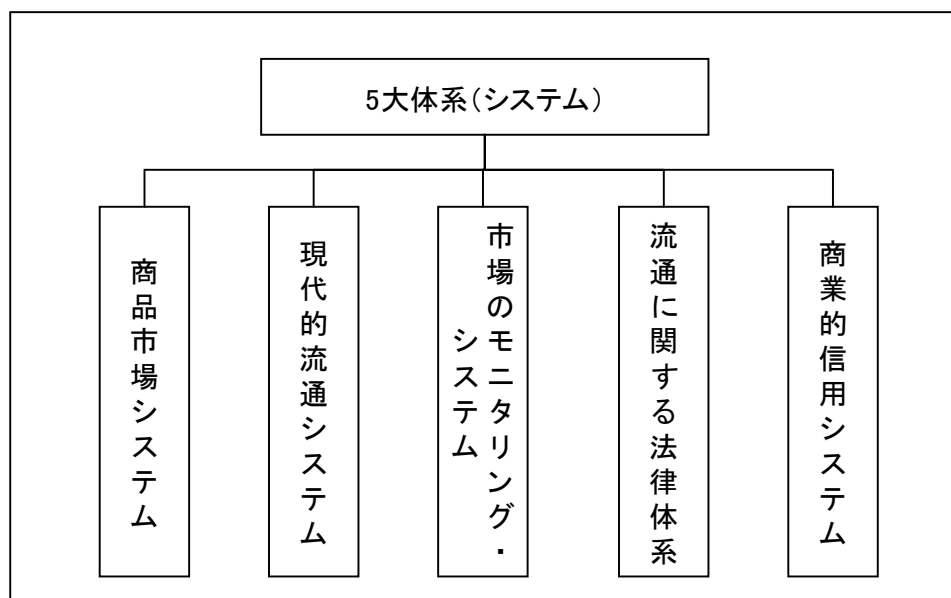 5大体系（システム）
商品市場システム
現代的流通システム
市場のモニタリング・
システム
流通に関する法律体系
商業的信用システム